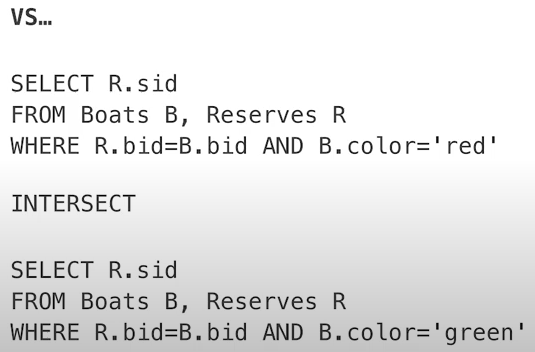 VS…
SELECT R.sid
FROM Boats B, Reserves R
WHERE R.bid=B.bid AND B.color='red'
INTERSECT
SELECT R.sid
FROM Boats B, Reserves R
WHERE R.bid=B.bid AND B.color='green'